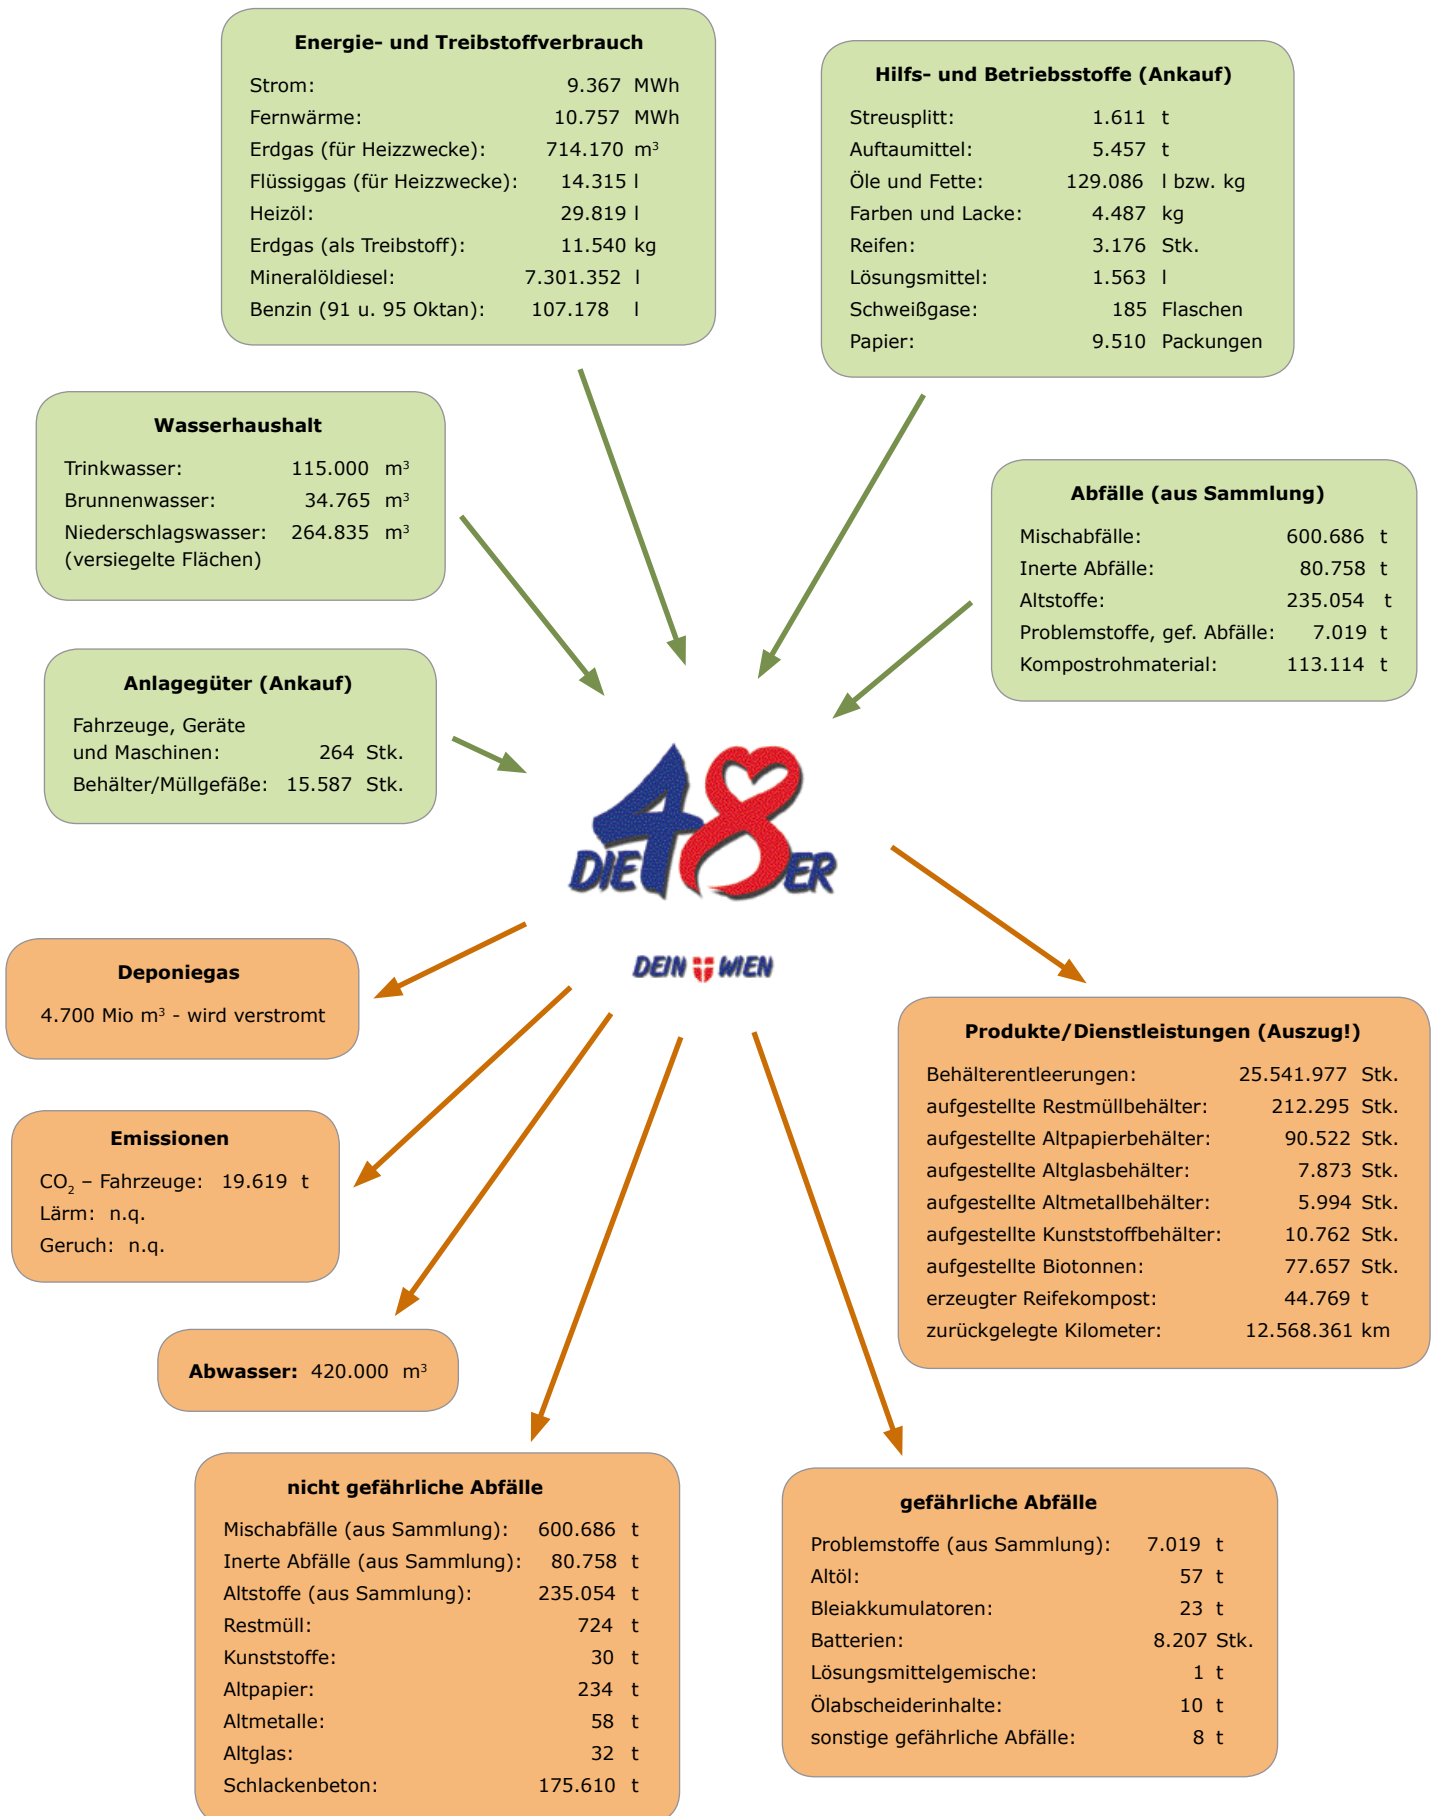 Energie- und Treibstoffverbrauch
Strom: 9.367 MWh
Fernwärme: 10.757 MWh
Erdgas (für Heizzwecke): 714.170 m³
Flüssiggas (für Heizzwecke): 14.315 l
Heizöl: 29.819 l
Erdgas (als Treibstoff): 11.540 kg
Mineralöldiesel: 7.301.352 l
Benzin (91 u. 95 Oktan): 107.178 l
Hilfs- und Betriebsstoffe (Ankauf)
Streusplitt: 1.611 t
Auftaumittel: 5.457 t
Öle und Fette: 129.086 l bzw. kg
Farben und Lacke: 4.487 kg
Reifen: 3.176 Stk.
Lösungsmittel: 1.563 l
Schweißgase: 185 Flaschen
Papier: 9.510 Packungen
Wasserhaushalt
Trinkwasser: 115.000 m³
Brunnenwasser: 34.765 m³
Niederschlagswasser: 264.835 m³
(versiegelte Flächen)
Abfälle (aus Sammlung)
Mischabfälle: 600.686 t
Inerte Abfälle: 80.758 t
Altstoffe: 235.054 t
Problemstoffe, gef. Abfälle: 7.019 t
Kompostrohmaterial: 113.114 t
Anlagegüter (Ankauf)
Fahrzeuge, Geräte
und Maschinen: 264 Stk.
Behälter/Müllgefäße: 15.587 Stk.
DIE 48ER
DEIN WIEN
Deponiegas
4.700 Mio m³ - wird verstromt
Produkte/Dienstleistungen (Auszug!)
Behälterentleerungen: 25.541.977 Stk.
aufgestellte Restmüllbehälter: 212.295 Stk.
aufgestellte Altpapierbehälter: 90.522 Stk.
aufgestellte Altglasbehälter: 7.873 Stk.
aufgestellte Altmetallbehälter: 5.994 Stk.
aufgestellte Kunststoffbehälter: 10.762 Stk.
aufgestellte Biotonnen: 77.657 Stk.
erzeugter Reifekompost: 44.769 t
zurückgelegte Kilometer: 12.568.361 km
Emissionen
CO₂ – Fahrzeuge: 19.619 t
Lärm: n.q.
Geruch: n.q.
Abwasser: 420.000 m³
nicht gefährliche Abfälle
Mischabfälle (aus Sammlung): 600.686 t
Inerte Abfälle (aus Sammlung): 80.758 t
Altstoffe (aus Sammlung): 235.054 t
Restmüll: 724 t
Kunststoffe: 30 t
Altpapier: 234 t
Altmetalle: 58 t
Altglas: 32 t
Schlackenbeton: 175.610 t
gefährliche Abfälle
Problemstoffe (aus Sammlung): 7.019 t
Altöl: 57 t
Bleiakkumulatoren: 23 t
Batterien: 8.207 Stk.
Lösungsmittelgemische: 1 t
Ölabscheiderinhalte: 10 t
sonstige gefährliche Abfälle: 8 t